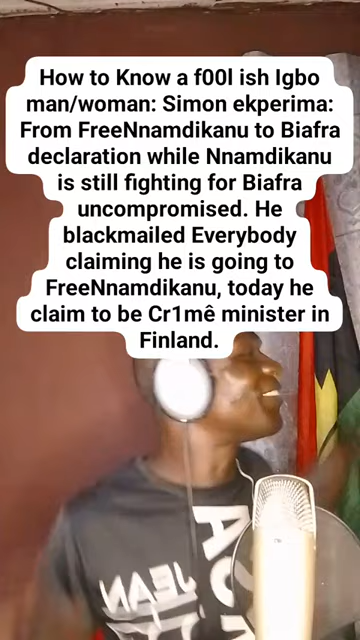 How to Know a f00l ish Igbo
man/woman: Simon ekperima:
From FreeNnamdikanu to Biafra
declaration while Nnamdikanu
is still fighting for Biafra
uncompromised. He
blackmailed Everybody
claiming he is going to
FreeNnamdikanu, today he
claim to be Cr1mê minister in
Finland.
JEAN